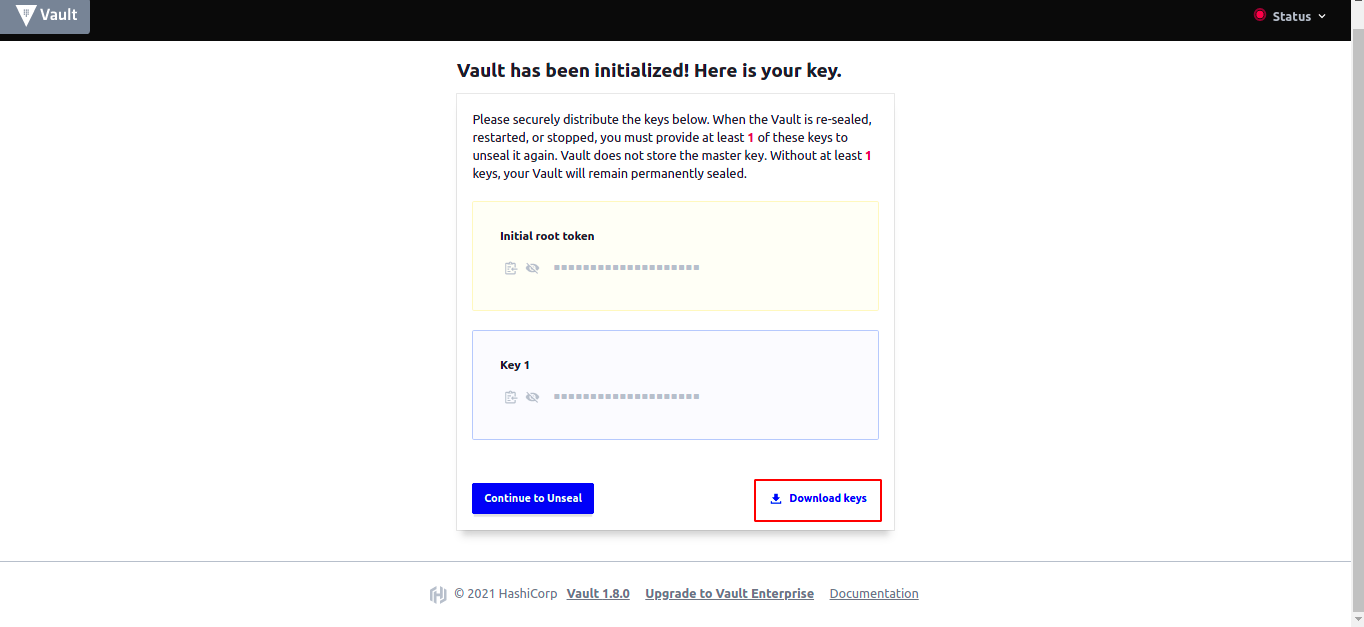 Vault
Status
Vault has been initialized! Here is your key.
Please securely distribute the keys below. When the Vault is re-sealed,
restarted, or stopped, you must provide at least 1 of these keys to
unseal it again. Vault does not store the master key. Without at least 1
keys, your Vault will remain permanently sealed.
Initial root token
Key 1
Continue to Unseal
Download keys
© 2021 HashiCorp Vault 1.8.0 Upgrade to Vault Enterprise Documentation